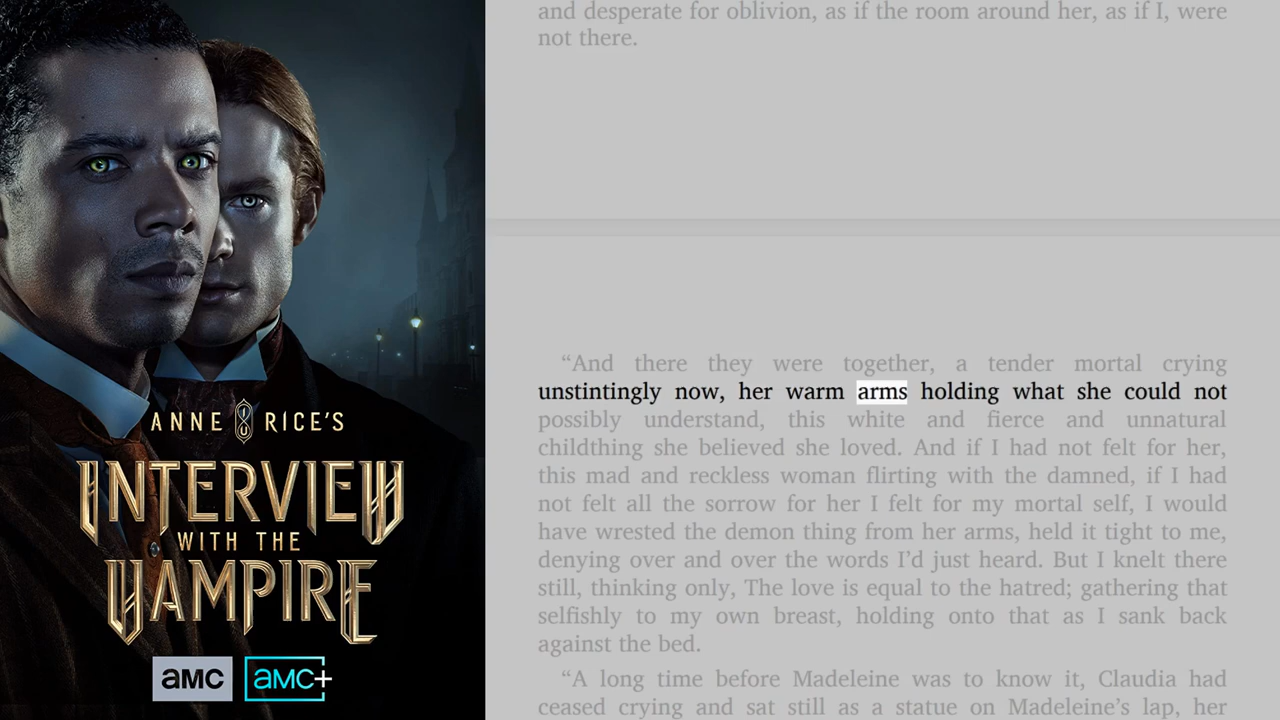 ANNE RICE'S
INTERVIEW
WITH THE
VAMPIRE
aMC
aMC+
and desperate for oblivion, as if the room around her, as if I, were
not there.
“And there they were together, a tender mortal crying
unstintingly now, her warm arms holding what she could not
possibly understand, this white and fierce and unnatural
childthing she believed she loved. And if I had not felt for her,
this mad and reckless woman flirting with the damned, if I had
not felt all the sorrow for her I felt for my mortal self, I would
have wrested the demon thing from her arms, held it tight to me,
denying over and over the words I’d just heard. But I knelt there
still, thinking only, The love is equal to the hatred; gathering that
selfishly to my own breast, holding onto that as I sank back
against the bed.
“A long time before Madeleine was to know it, Claudia had
ceased crying and sat still as a statue on Madeleine’s lap, her